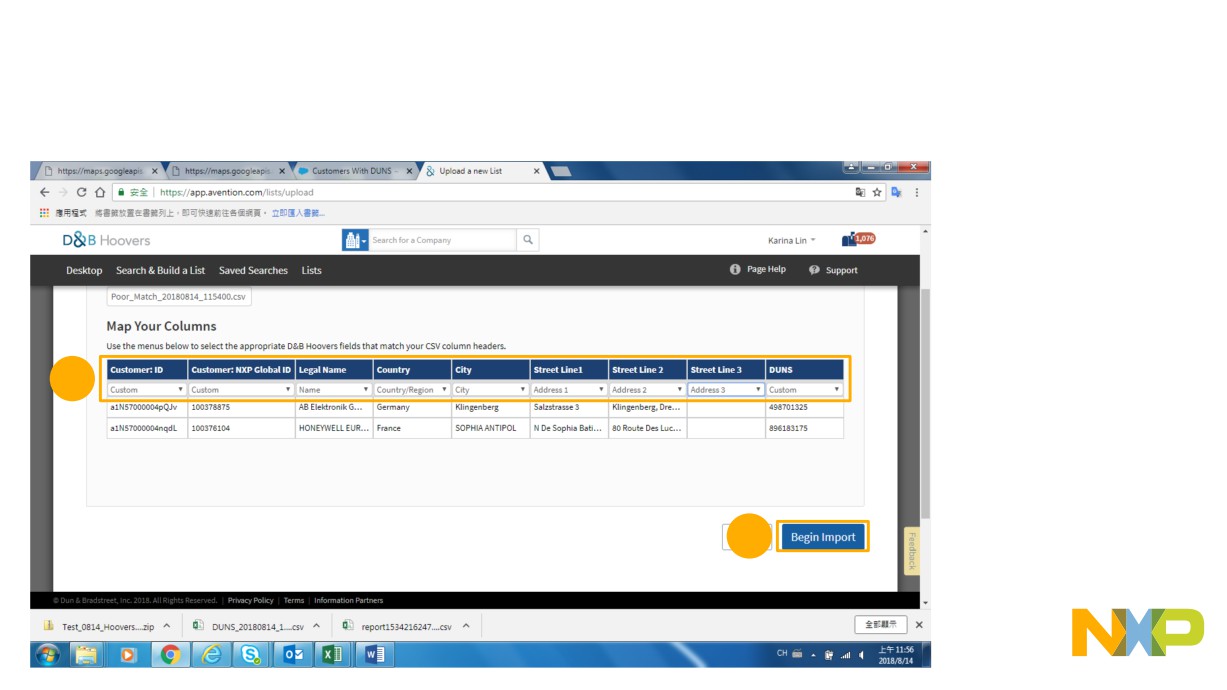 https://maps.googleapis × https://maps.googleapis × Customers With DUNS - × Upload a new List ×
安全 | https://app.avention.com/lists/upload
應用程式 將書籤放置在書籤列上，即可快速前往各個網頁。 立即匯入書籤...
D&B Hoovers Search for a Company Karina Lin 1,076
Desktop Search & Build a List Saved Searches Lists Page Help Support
Poor_Match_20180814_115400.csv
Map Your Columns
Use the menus below to select the appropriate D&B Hoovers fields that match your CSV column headers.
Customer: ID Customer: NXP Global ID Legal Name Country City Street Line1 Street Line 2 Street Line 3 DUNS
Custom Custom Name Country/Region City Address 1 Address 2 Address 3 Custom
a1N57000004pQJv 100378875 AB Elektronik G... Germany Klingenberg Salzstrasse 3 Klingenberg, Dre... 498701325
a1N57000004nqdL 100376104 HONEYWELL EUR... France SOPHIA ANTIPOL N De Sophia Bati... 80 Route Des Luc... 896183175
Begin Import
Feedback
© Dun & Bradstreet, Inc. 2018. All Rights Reserved. | Privacy Policy | Terms | Information Partners
Test_0814_Hoovers....zip DUNS_20180814_1....csv report1534216247....csv 全部顯示 ×
CH 上午 11:56
2018/8/14
NXP